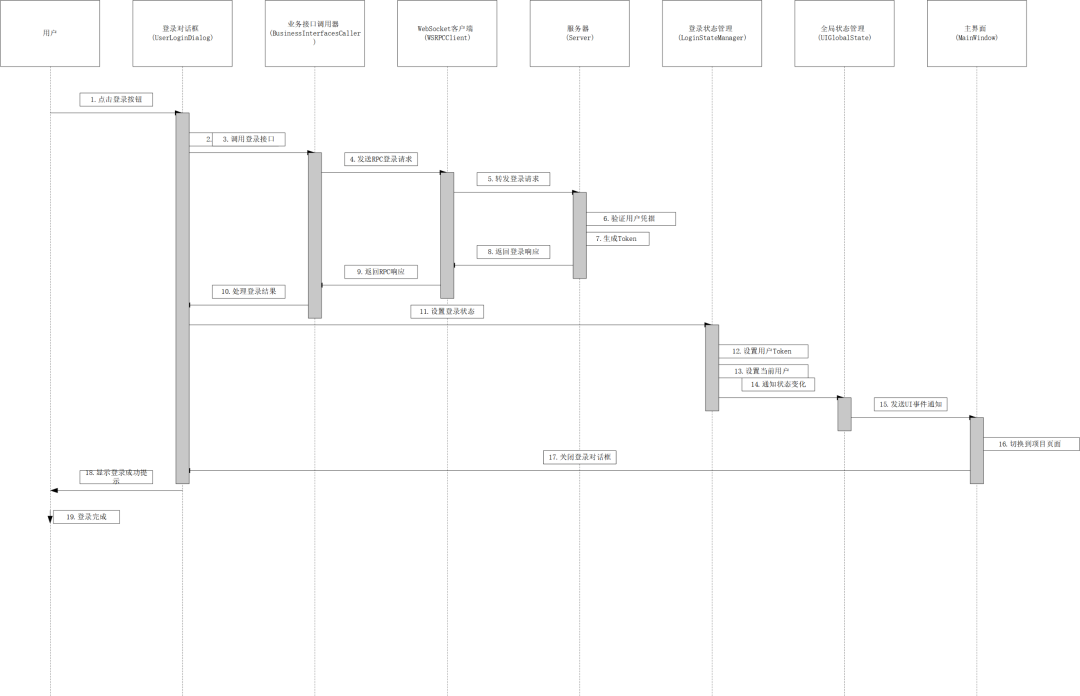 用户
登录对话框
(UserLoginDialog)
业务接口调用器
(BusinessInterfacesCaller
)
WebSocket客户端
(WSRPCClient)
服务器
(Server)
登录状态管理
(LoginStateManager)
全局状态管理
(UIGlobalState)
主界面
(MainWindow)
1.点击登录按钮
2.
3.调用登录接口
4.发送RPC登录请求
5.转发登录请求
6.验证用户凭据
7.生成Token
8.返回登录响应
9.返回RPC响应
10.处理登录结果
11.设置登录状态
12.设置用户Token
13.设置当前用户
14.通知状态变化
15.发送UI事件通知
16.切换到项目页面
17.关闭登录对话框
18.显示登录成功提
示
19.登录完成